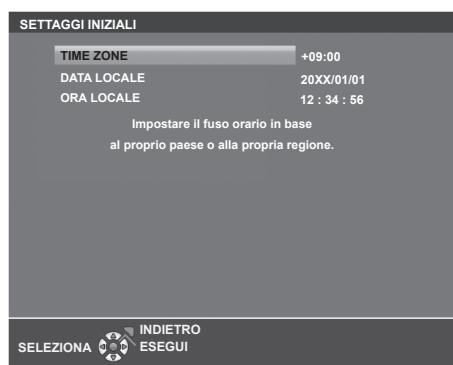 SETTAGGI INIZIALI
TIME ZONE +09:00
DATA LOCALE 20XX/01/01
ORA LOCALE 12 : 34 : 56
Impostare il fuso orario in base
al proprio paese o alla propria regione.
INDIETRO
SELEZIONA ESEGUI